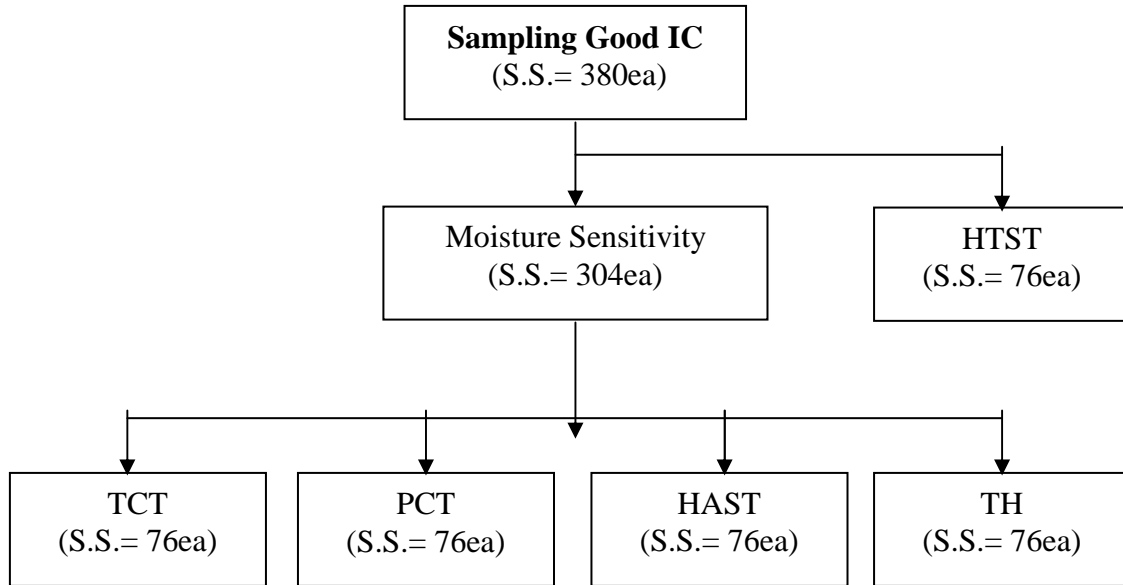 Sampling Good IC
(S.S.= 380ea)
Moisture Sensitivity
(S.S.= 304ea)
HTST
(S.S.= 76ea)
TCT
(S.S.= 76ea)
PCT
(S.S.= 76ea)
HAST
(S.S.= 76ea)
TH
(S.S.= 76ea)